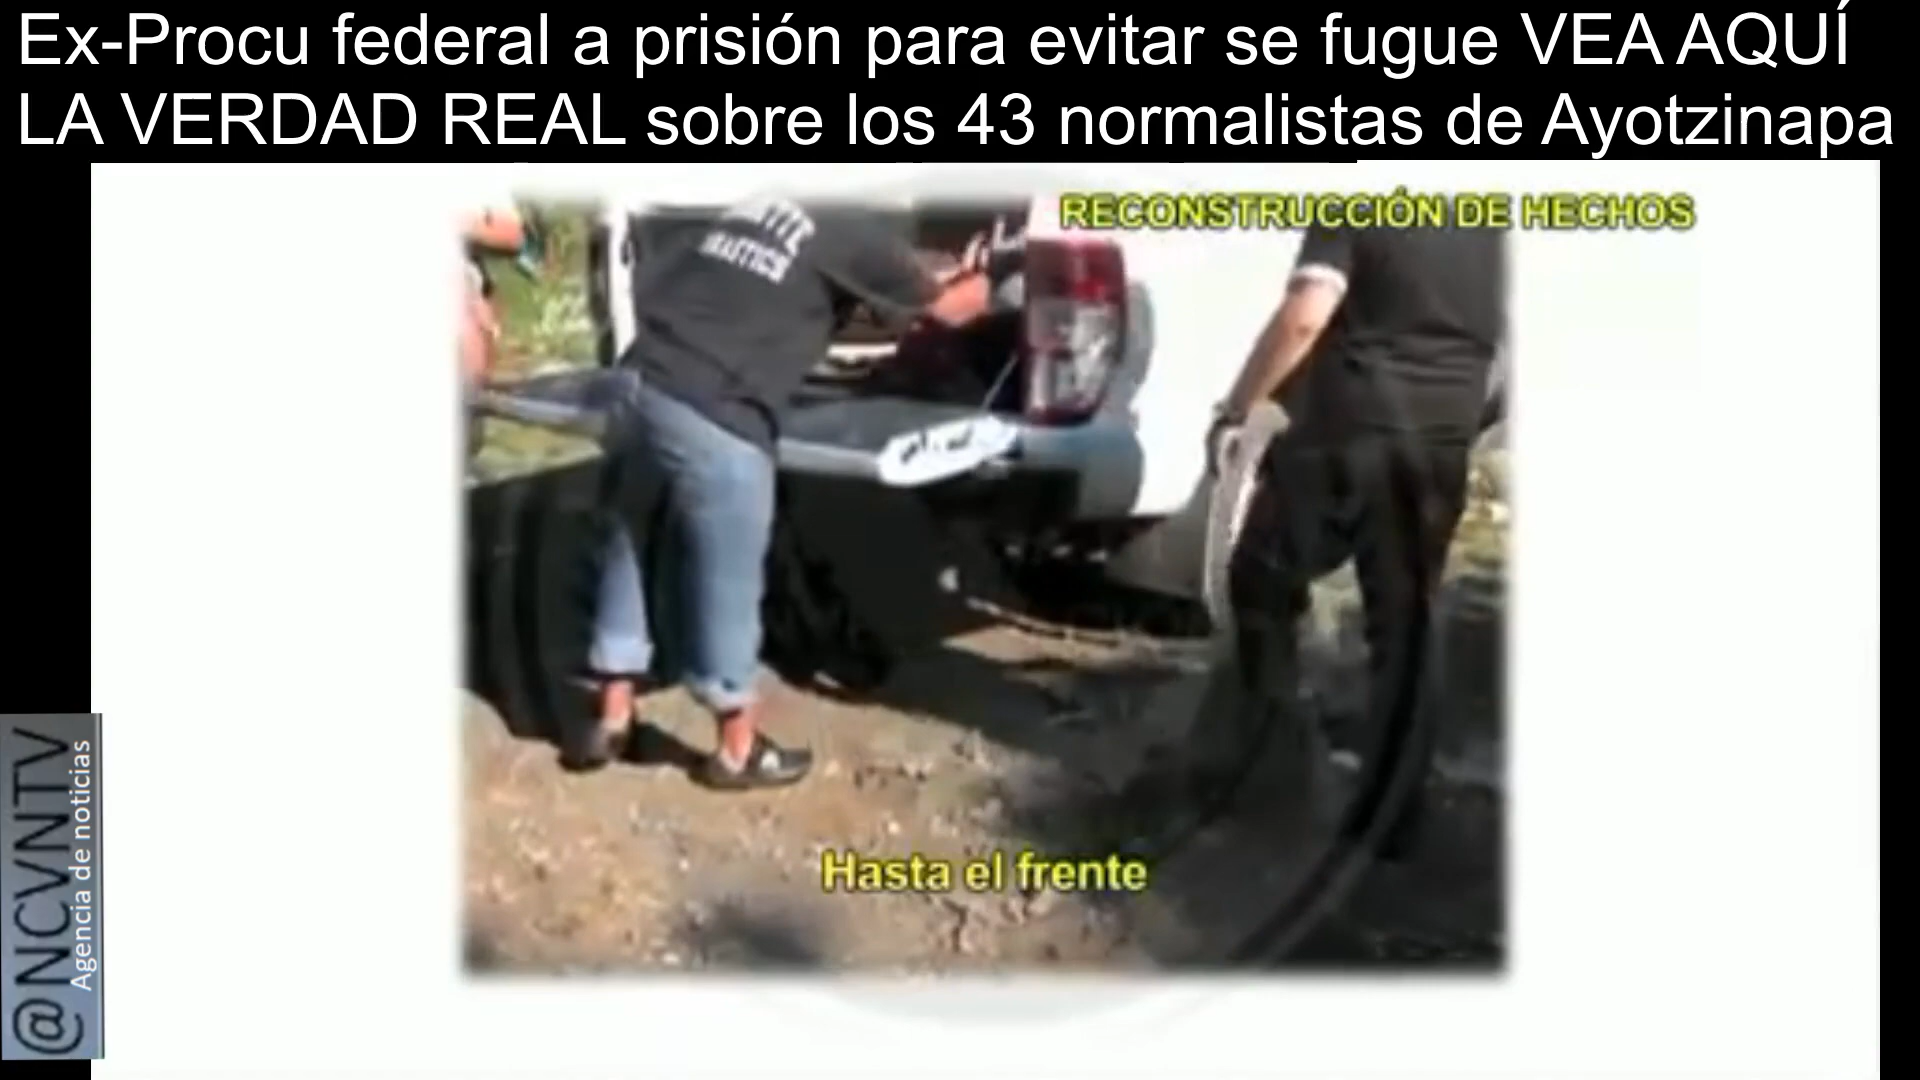 Ex-Procu federal a prisión para evitar se fugue VEA AQUÍ
LA VERDAD REAL sobre los 43 normalistas de Ayotzinapa
RECONSTRUCCIÓN DE HECHOS
Hasta el frente
@NCVNTV
Agencia de noticias